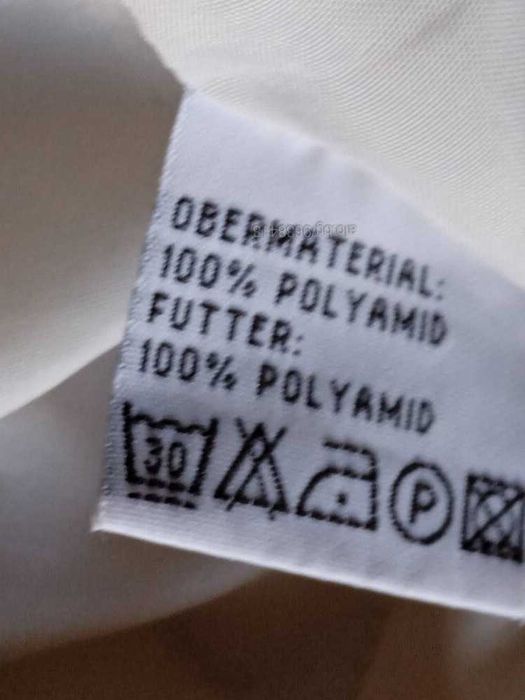 OBERMATERIAL:
100% POLYAMID
FUTTER:
100% POLYAMID
30
P